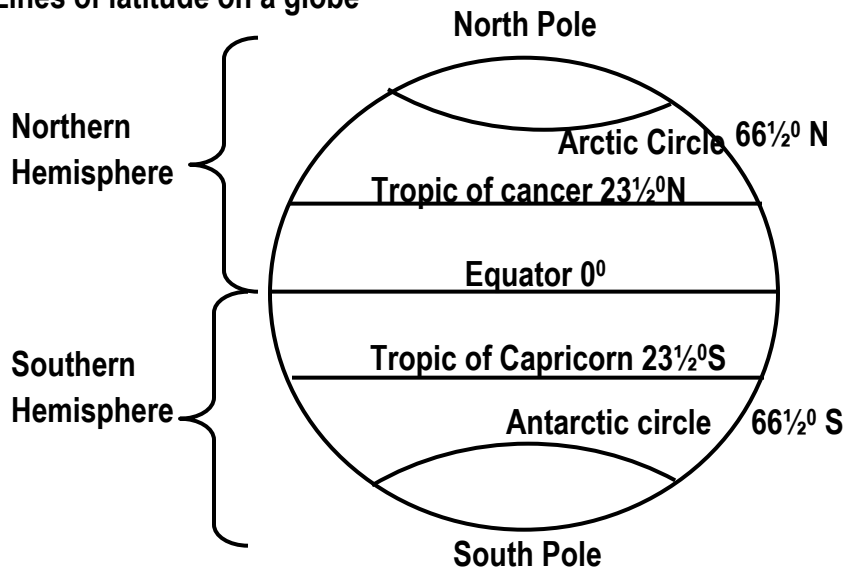 Lines of latitude on a globe
North Pole
Northern
Hemisphere
Arctic Circle 66½⁰ N
Tropic of cancer 23½⁰N
Equator 0⁰
Southern
Hemisphere
Tropic of Capricorn 23½⁰S
Antarctic circle 66½⁰ S
South Pole